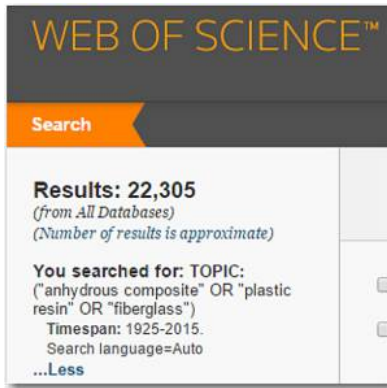 WEB OF SCIENCE™
Search
Results: 22,305
(from All Databases)
(Number of results is approximate)
You searched for: TOPIC:
("anhydrous composite" OR "plastic
resin" OR "fiberglass")
Timespan: 1925-2015.
Search language=Auto
...Less